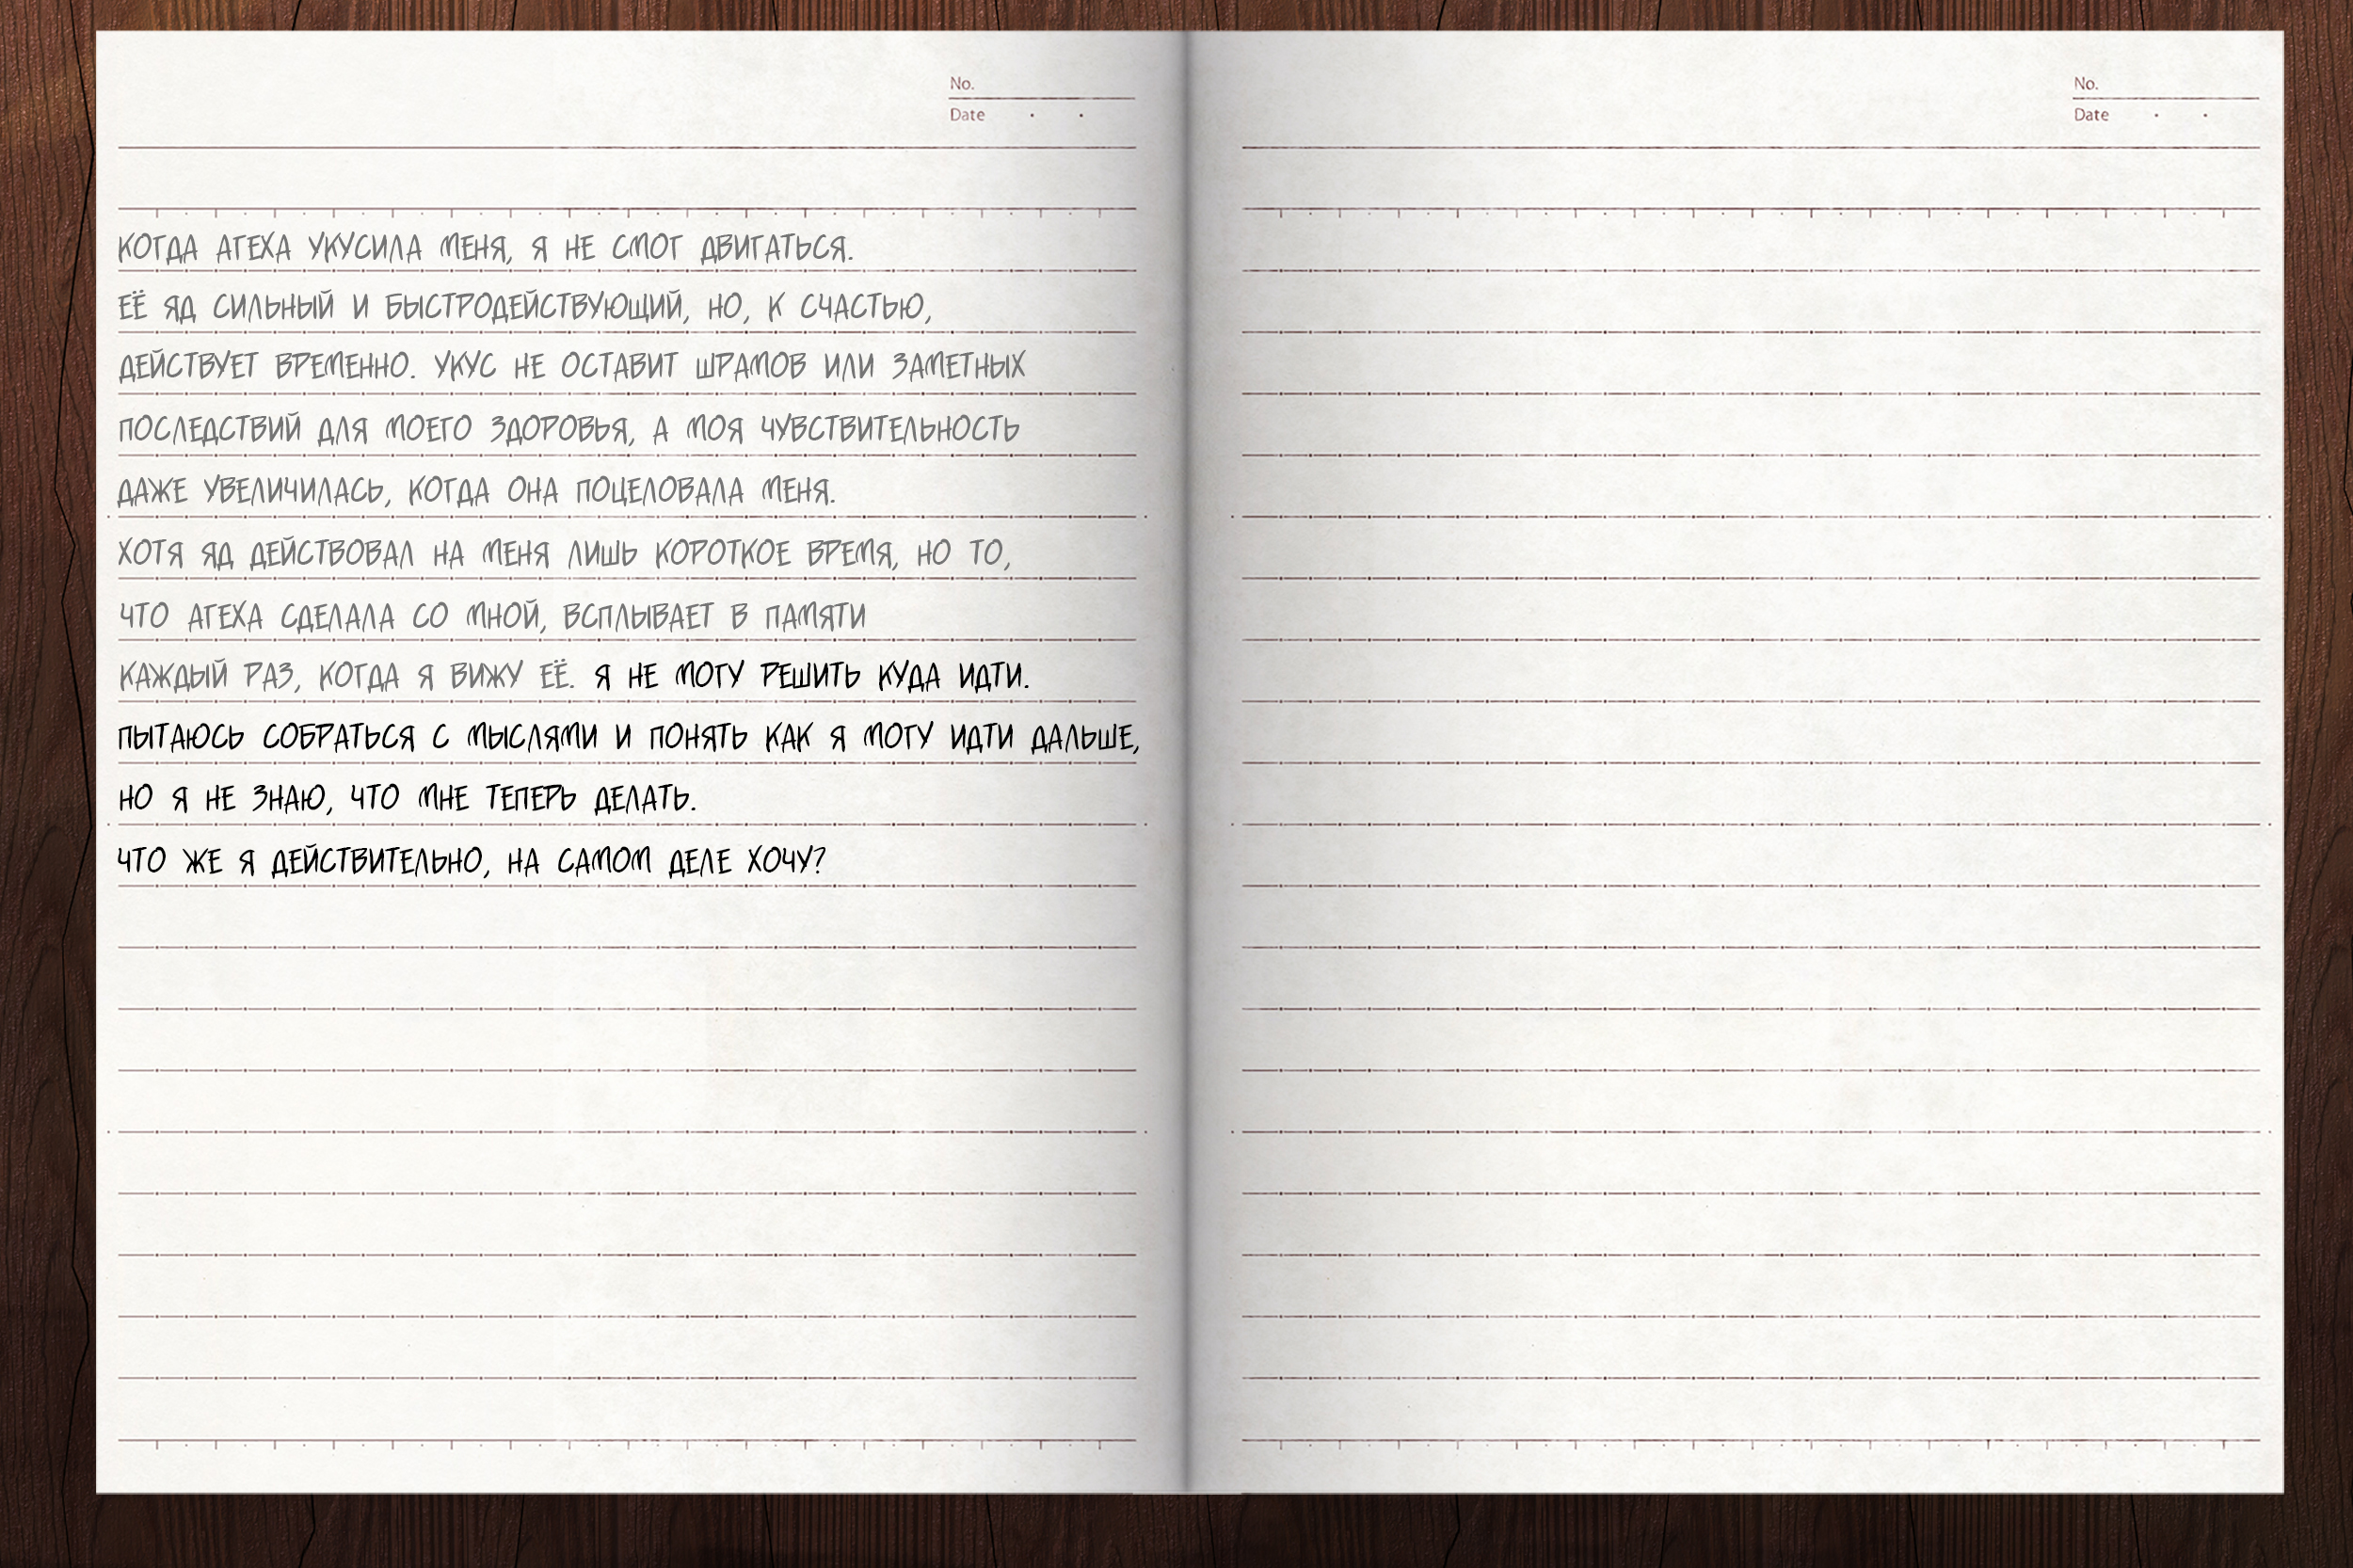 No.
Date . .
КОГДА АГЕХА УКУСИЛА МЕНЯ, Я НЕ СМОГ ДВИГАТЬСЯ.
ЕЁ ЯД СИЛЬНЫЙ И БЫСТРОДЕЙСТВУЮЩИЙ, НО, К СЧАСТЬЮ,
ДЕЙСТВУЕТ ВРЕМЕННО. УКУС НЕ ОСТАВИТ ШРАМОВ ИЛИ ЗАМЕТНЫХ
ПОСЛЕДСТВИЙ ДЛЯ МОЕГО ЗДОРОВЬЯ, А МОЯ ЧУВСТВИТЕЛЬНОСТЬ
ДАЖЕ УВЕЛИЧИЛАСЬ, КОГДА ОНА ПОЦЕЛОВАЛА МЕНЯ.
ХОТЯ ЯД ДЕЙСТВОВАЛ НА МЕНЯ ЛИШЬ КОРОТКОЕ ВРЕМЯ, НО ТО,
ЧТО АГЕХА СДЕЛАЛА СО МНОЙ, ВСПЛЫВАЕТ В ПАМЯТИ
КАЖДЫЙ РАЗ, КОГДА Я ВИЖУ ЕЁ. Я НЕ МОГУ РЕШИТЬ КУДА ИДТИ.
ПЫТАЮСЬ СОБРАТЬСЯ С МЫСЛЯМИ И ПОНЯТЬ КАК Я МОГУ ИДТИ ДАЛЬШЕ,
НО Я НЕ ЗНАЮ, ЧТО МНЕ ТЕПЕРЬ ДЕЛАТЬ.
ЧТО ЖЕ Я ДЕЙСТВИТЕЛЬНО, НА САМОМ ДЕЛЕ ХОЧУ?
No.
Date . .